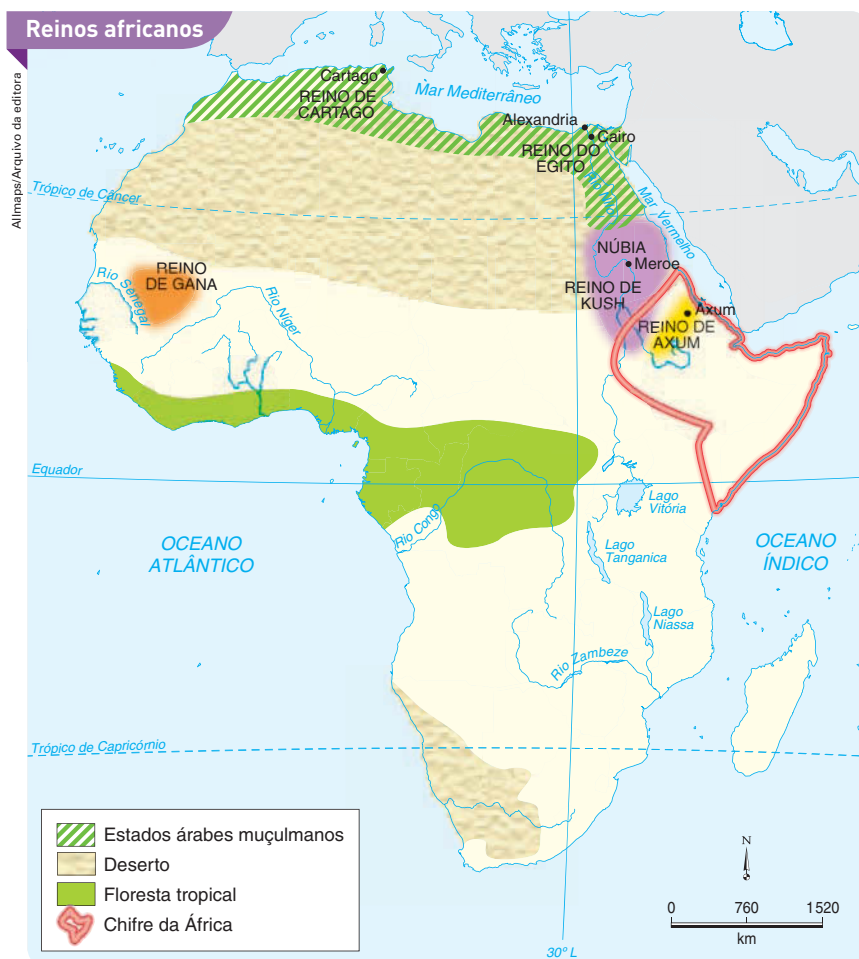 Reinos africanos
Allmaps/Arquivo da editora
Cartago
REINO DE
CARTAGO
Mar Mediterrâneo
Alexandria
Cairo
REINO DO
EGITO
Rio Nilo
Mar Vermelho
Trópico de Câncer
NÚBIA
Meroe
REINO DE
KUSH
REINO
DE GANA
Rio Senegal
Rio Níger
Axum
REINO DE
AXUM
Equador
Rio Congo
Lago
Vitória
Lago
Tanganica
OCEANO
ATLÂNTICO
OCEANO
ÍNDICO
Lago
Niassa
Rio Zambeze
Trópico de Capricórnio
Estados árabes muçulmanos
Deserto
Floresta tropical
Chifre da África
N
0 760 1520
km
30º L